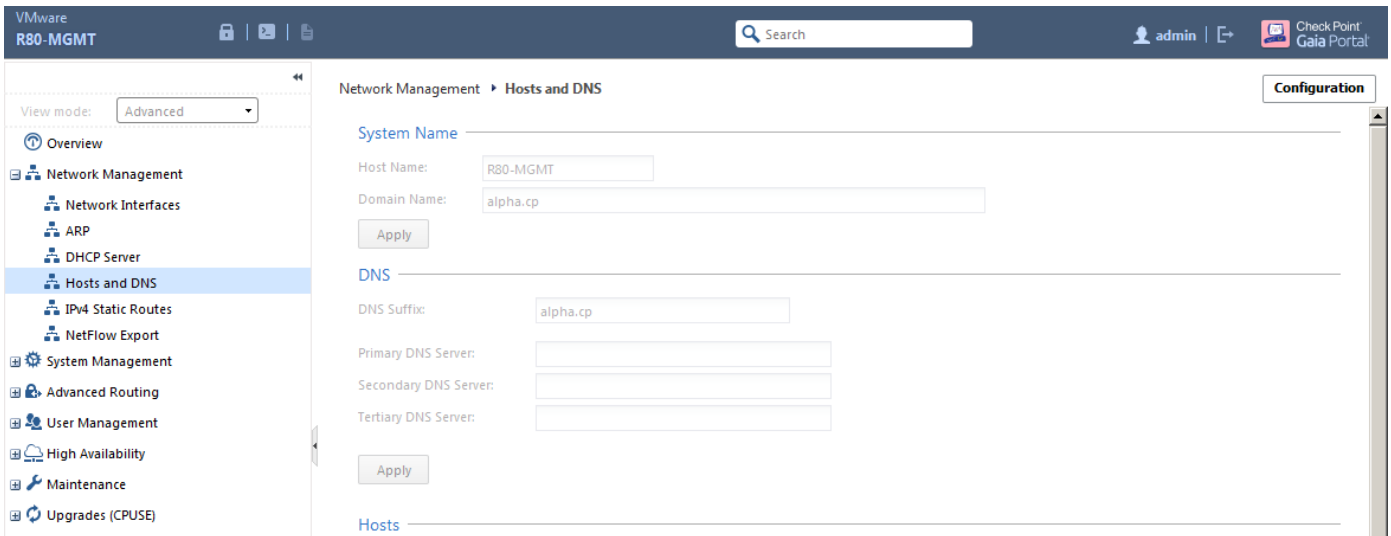 VMware
R80-MGMT
Search
admin
Check Point
Gaia Portal
View mode: Advanced
Overview
Network Management
Network Interfaces
ARP
DHCP Server
Hosts and DNS
IPv4 Static Routes
NetFlow Export
System Management
Advanced Routing
User Management
High Availability
Maintenance
Upgrades (CPUSE)
Network Management Hosts and DNS
Configuration
System Name
Host Name: R80-MGMT
Domain Name: alpha.cp
Apply
DNS
DNS Suffix: alpha.cp
Primary DNS Server:
Secondary DNS Server:
Tertiary DNS Server:
Apply
Hosts